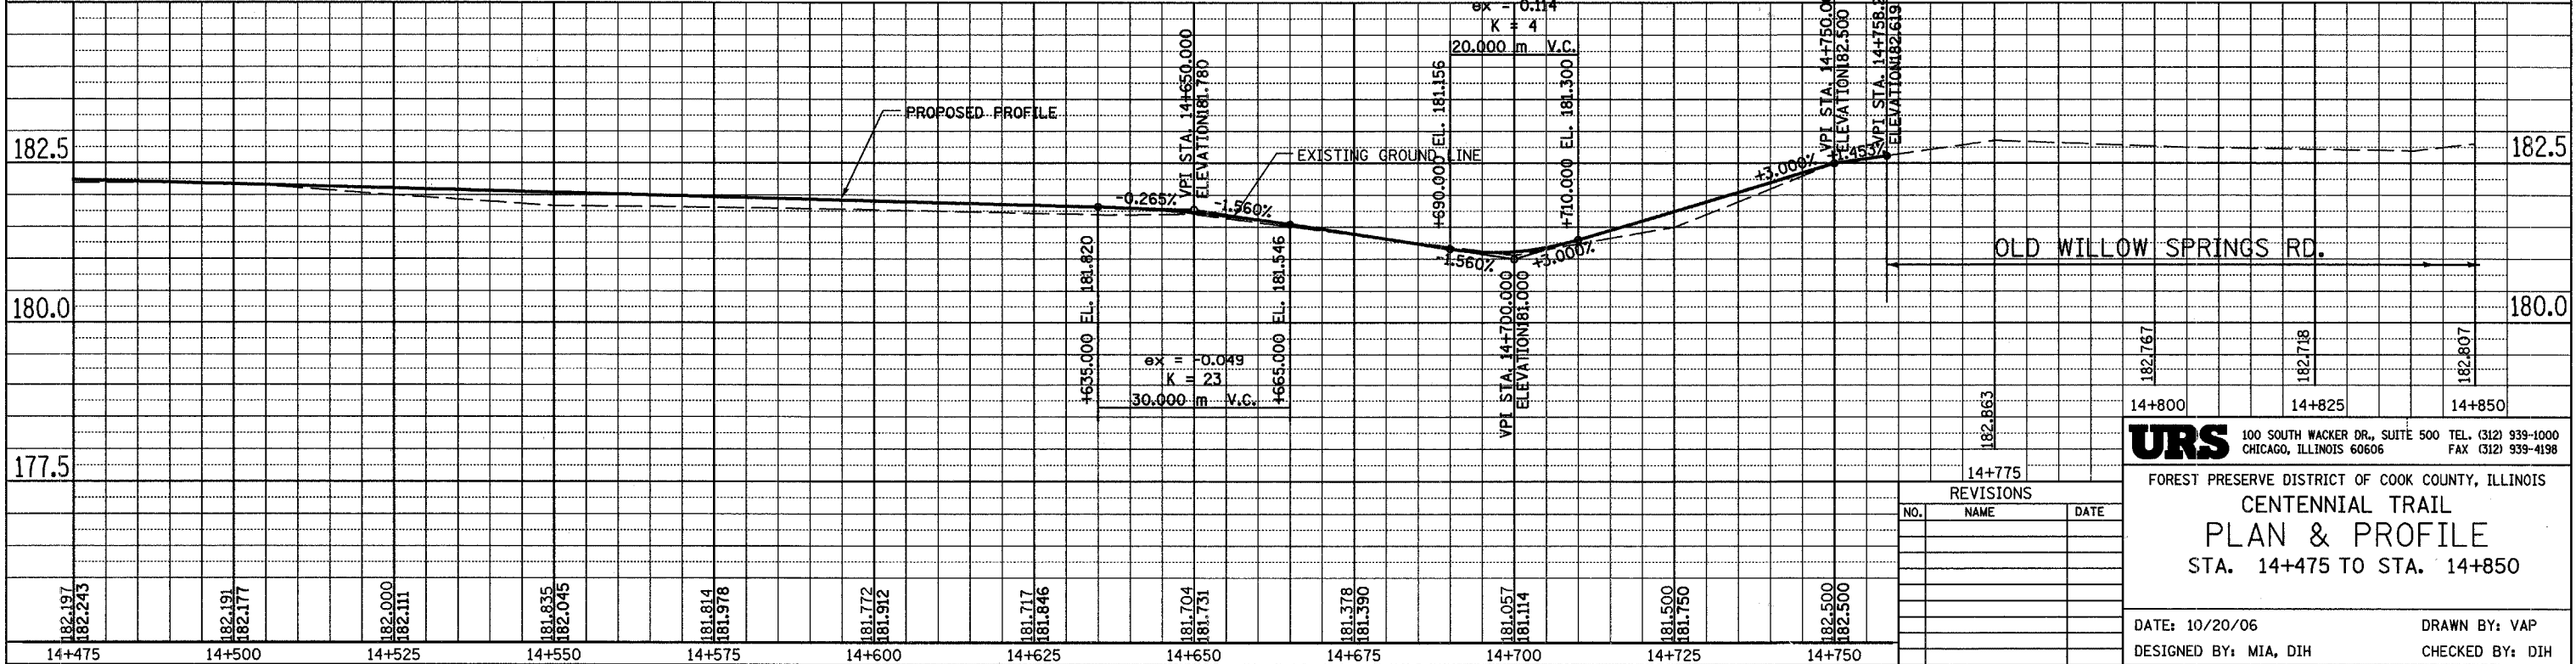 ex = 0.114
K = 4
20.000 m V.C.
+690.000 EL. 181.156
+710.000 EL. 181.300
VPI STA. 14+650.000
ELEVATION181.780
VPI STA. 14+750.0
ELEVATION182.500
VPI STA. 14+758.
ELEVATION182.619
PROPOSED PROFILE
EXISTING GROUND LINE
182.5
182.5
-0.265%
-1.560%
+3.000%
+1.453%
-1.560%
+3.000%
OLD WILLOW SPRINGS RD.
180.0
180.0
+635.000 EL. 181.820
+665.000 EL. 181.546
ex = -0.049
K = 23
30.000 m V.C.
VPI STA. 14+700.000
ELEVATION181.000
182.863
182.767
182.718
182.807
14+775
14+800
14+825
14+850
177.5
182.197
182.243
182.191
182.177
182.000
182.111
181.835
182.045
181.814
181.978
181.772
181.912
181.717
181.846
181.704
181.731
181.378
181.390
181.057
181.114
181.500
181.750
182.500
182.500
14+475
14+500
14+525
14+550
14+575
14+600
14+625
14+650
14+675
14+700
14+725
14+750
REVISIONS
NO. NAME DATE
URS
100 SOUTH WACKER DR., SUITE 500 TEL. (312) 939-1000
CHICAGO, ILLINOIS 60606 FAX (312) 939-4198
FOREST PRESERVE DISTRICT OF COOK COUNTY, ILLINOIS
CENTENNIAL TRAIL
PLAN & PROFILE
STA. 14+475 TO STA. 14+850
DATE: 10/20/06 DRAWN BY: VAP
DESIGNED BY: MIA, DIH CHECKED BY: DIH